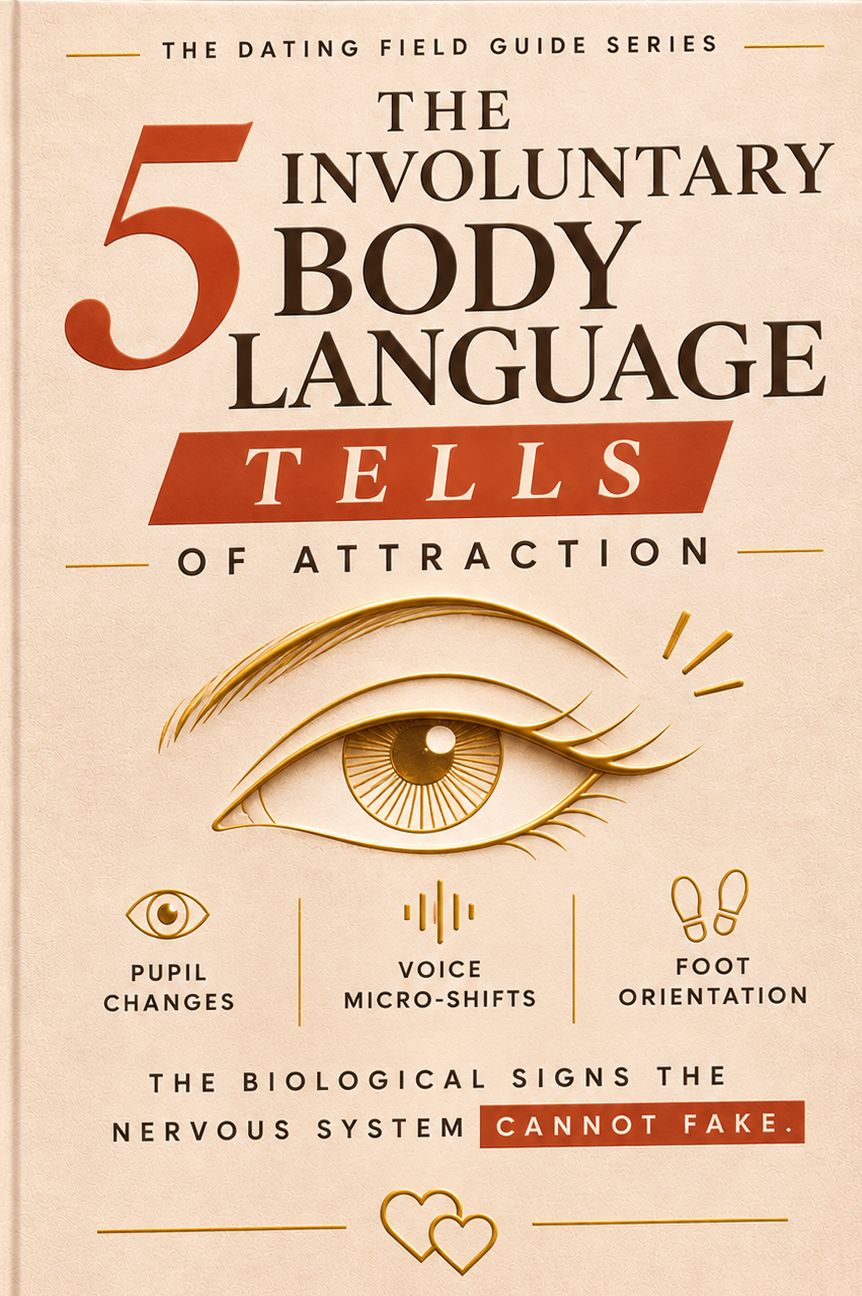 THE DATING FIELD GUIDE SERIES
5
THE
INVOLUNTARY
BODY
LANGUAGE
TELLS
OF ATTRACTION
PUPIL
CHANGES
VOICE
MICRO-SHIFTS
FOOT
ORIENTATION
THE BIOLOGICAL SIGNS THE
NERVOUS SYSTEM CANNOT FAKE.